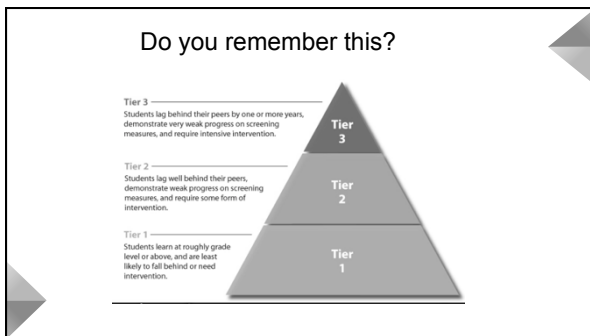 Do you remember this?
Tier 3
Students lag behind their peers by one or more years,
demonstrate very weak progress on screening
measures, and require intensive intervention.
Tier
3
Tier 2
Students lag well behind their peers,
demonstrate weak progress on screening
measures, and require some form of
intervention.
Tier
2
Tier 1
Students learn at roughly grade
level or above, and are least
likely to fall behind or need
intervention.
Tier
1